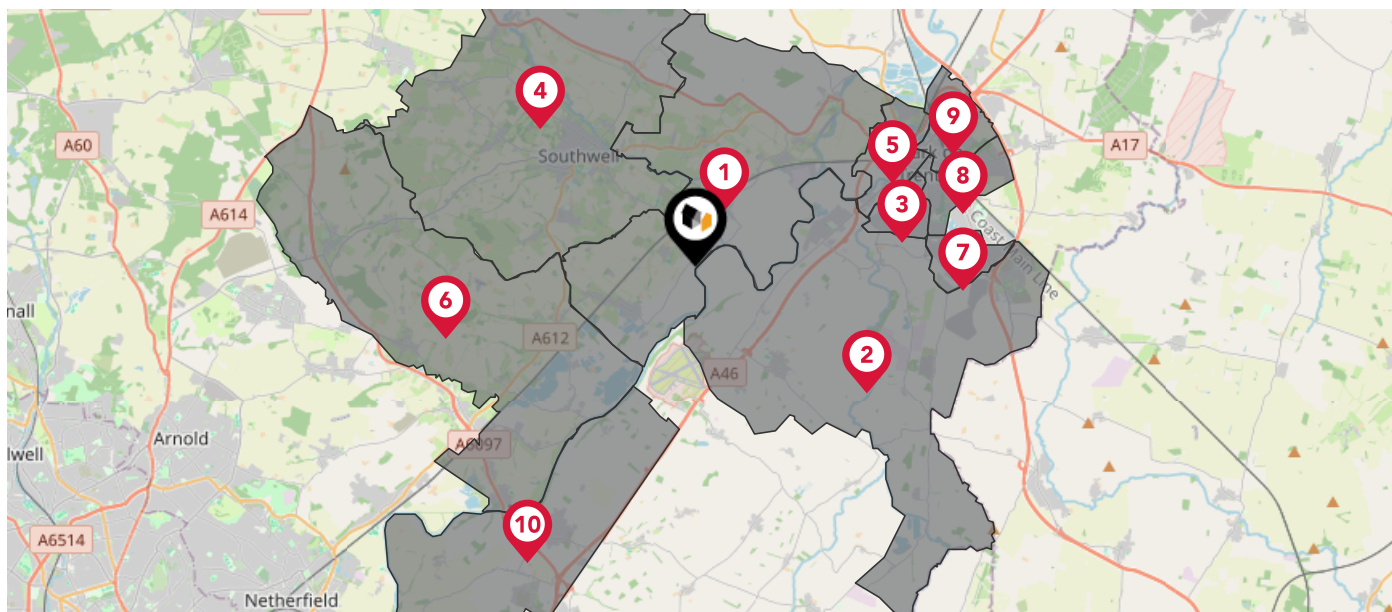 4
9
A60
5
A17
Southwell
1
8
3
A614
7
Coast Main Line
6
nall
A612
2
A46
Arnold
A6097
lwell
10
A6514
Netherfield